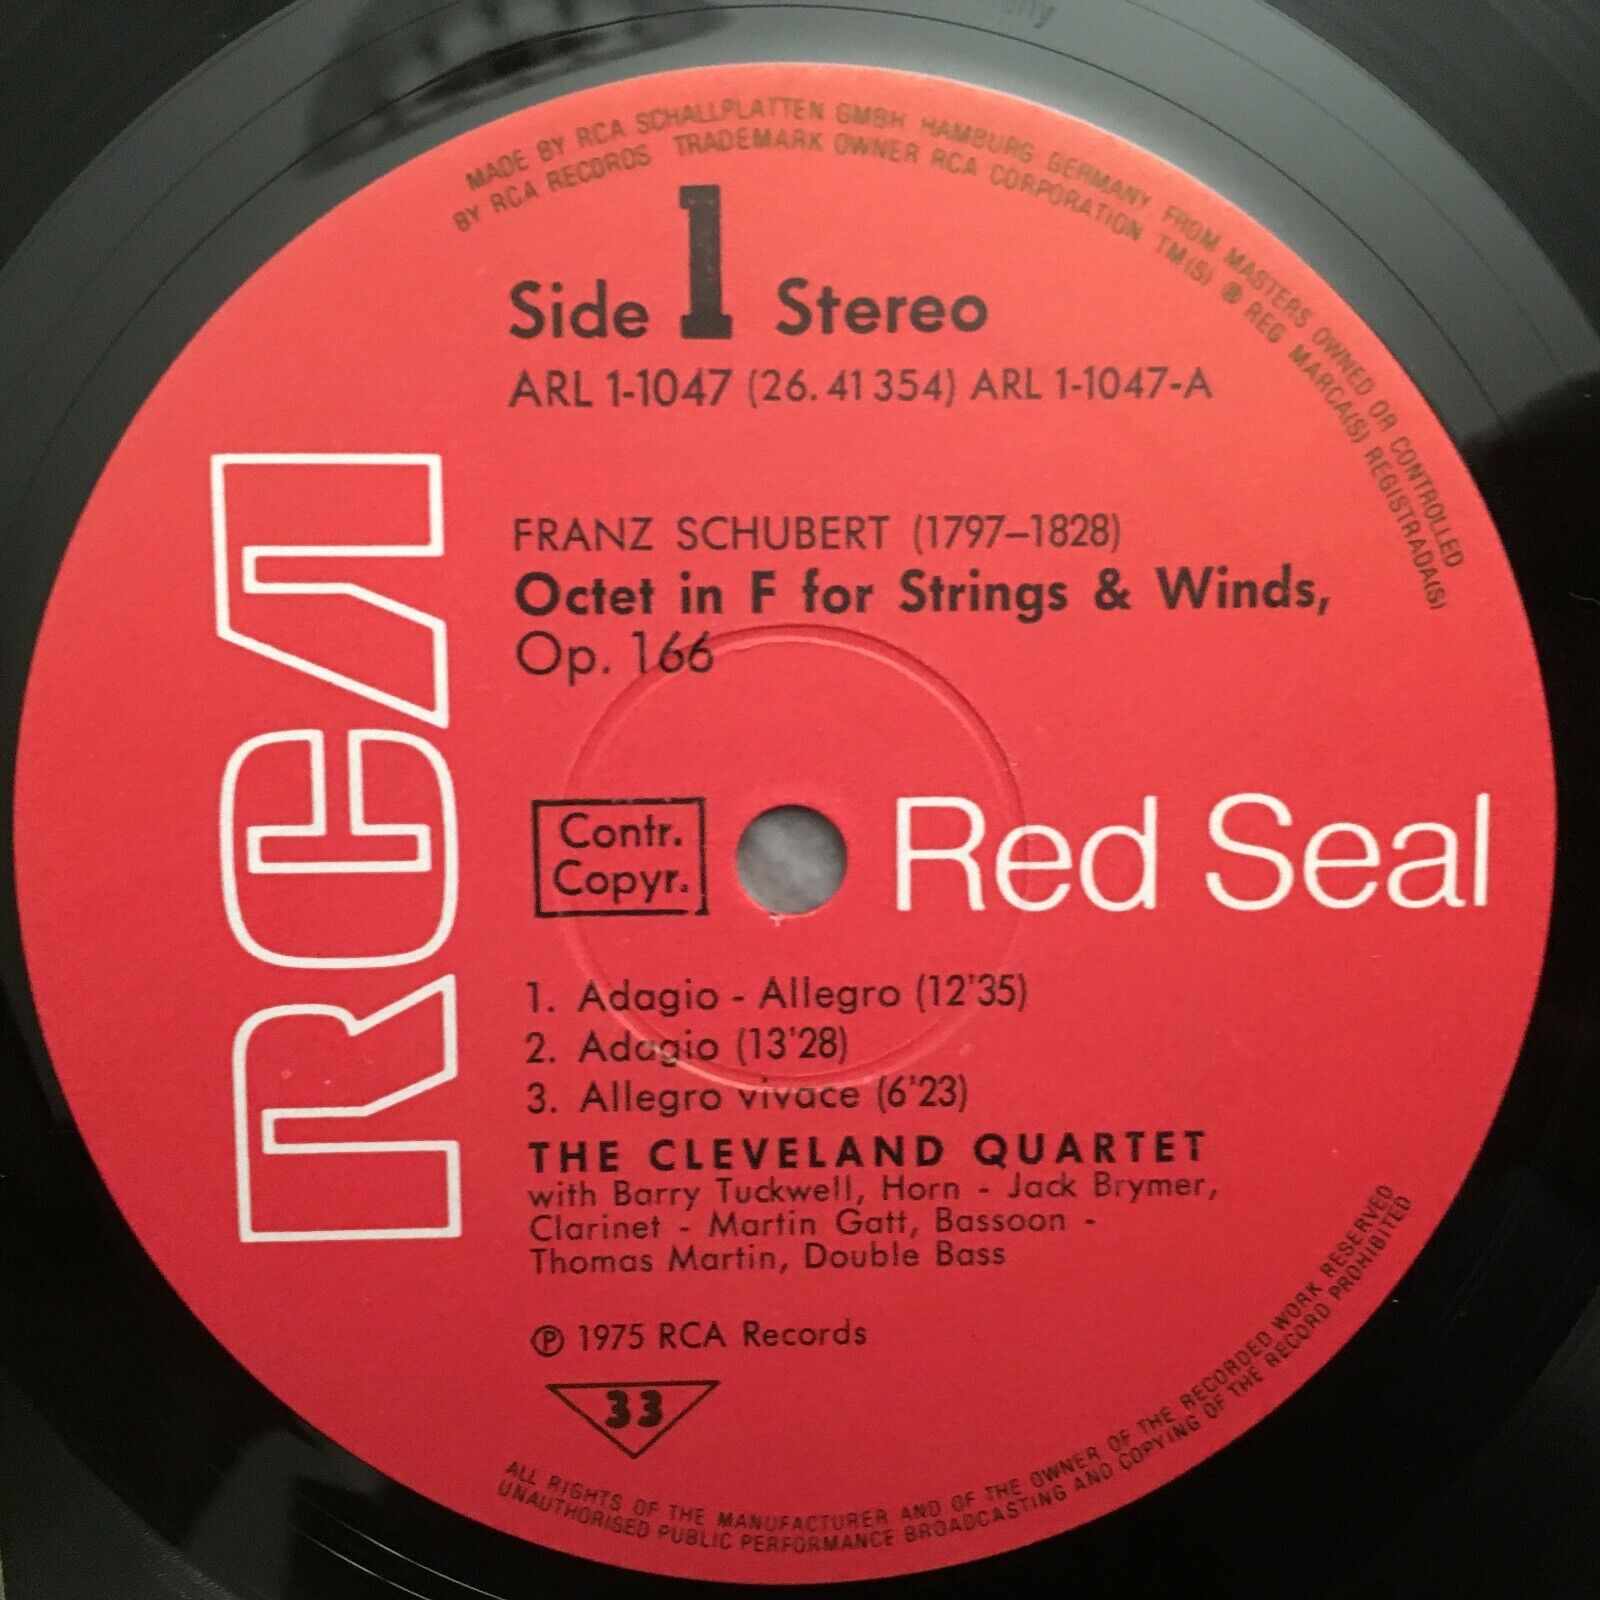 MADE BY RCA SCHALLPLATTEN GMBH HAMBURG GERMANY FROM MASTERS OWNED OR CONTROLLED
BY RCA RECORDS TRADEMARK OWNER RCA CORPORATION TM(S) ® REG MARCA(S) REGISTRADA(S)
Side 1 Stereo
ARL 1-1047 (26.41354) ARL 1-1047-A
FRANZ SCHUBERT (1797–1828)
Octet in F for Strings & Winds,
Op. 166
RCA
Contr.
Copyr.
Red Seal
1. Adagio - Allegro (12'35)
2. Adagio (13'28)
3. Allegro vivace (6'23)
THE CLEVELAND QUARTET
with Barry Tuckwell, Horn - Jack Brymer,
Clarinet - Martin Gatt, Bassoon -
Thomas Martin, Double Bass
℗ 1975 RCA Records
33
ALL RIGHTS OF THE MANUFACTURER AND OF THE OWNER OF THE RECORDED WORK RESERVED
UNAUTHORISED PUBLIC PERFORMANCE BROADCASTING AND COPYING OF THE RECORD PROHIBITED